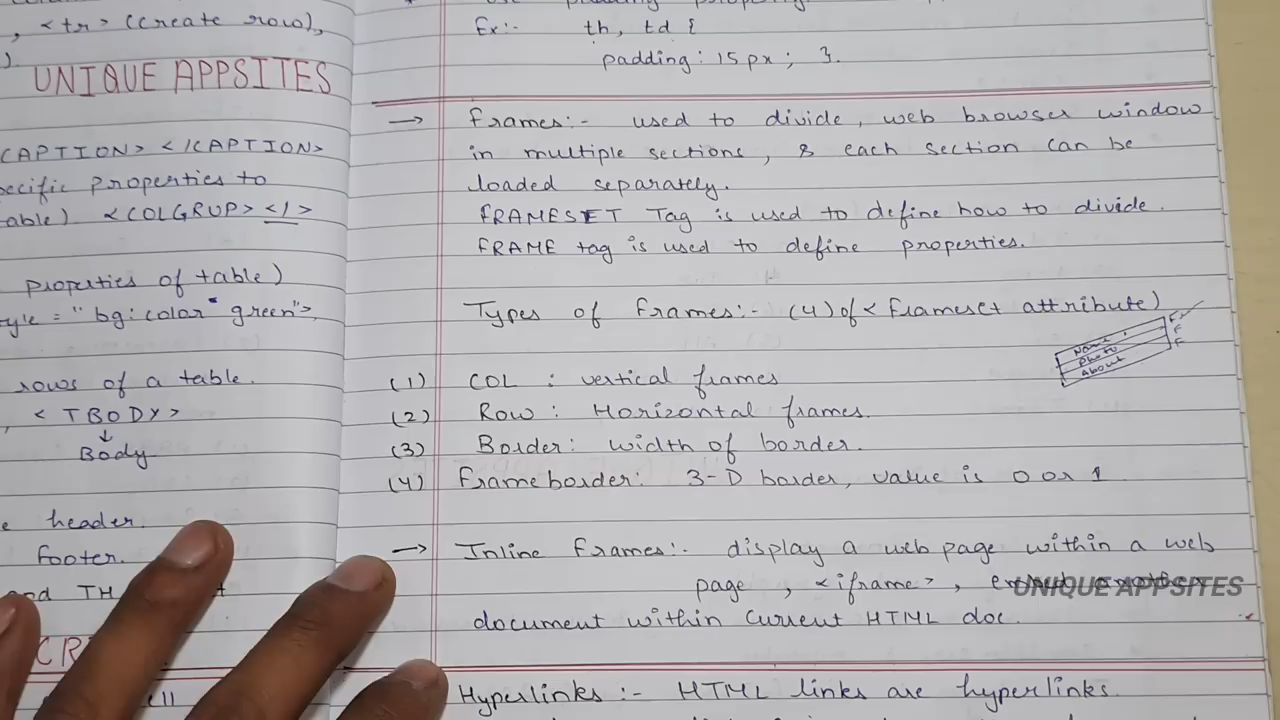 , <tr> (create row),
).
UNIQUE APPSITES
CAPTION> </CAPTION>
ecific properties to
able) <COLGRUP> </>
properties of table)
yle = "bg:color "green">
rows of a table.
< TBODY>
↓
Body
e header.
footer.
and TH
CR
ell
Ex:- th, td {
padding: 15 px ; }.
→ Frames:- used to divide, web browser window
in multiple sections, & each section can be
loaded separately.
FRAMESET Tag is used to define how to divide.
FRAME tag is used to define properties.
Types of Frames:- (4) of < Frameset attribute)
Name F
Photo F
About F
(1) COL : vertical frames
(2) Row : Horizontal frames.
(3) Border: width of border.
(4) Frameborder: 3-D border, value is 0 or 1
→ Inline Frames:- display a web page within a web
page , <iframe> ,
UNIQUE APPSITES
document within current HTML doc.
Hyperlinks :- HTML links are hyperlinks.